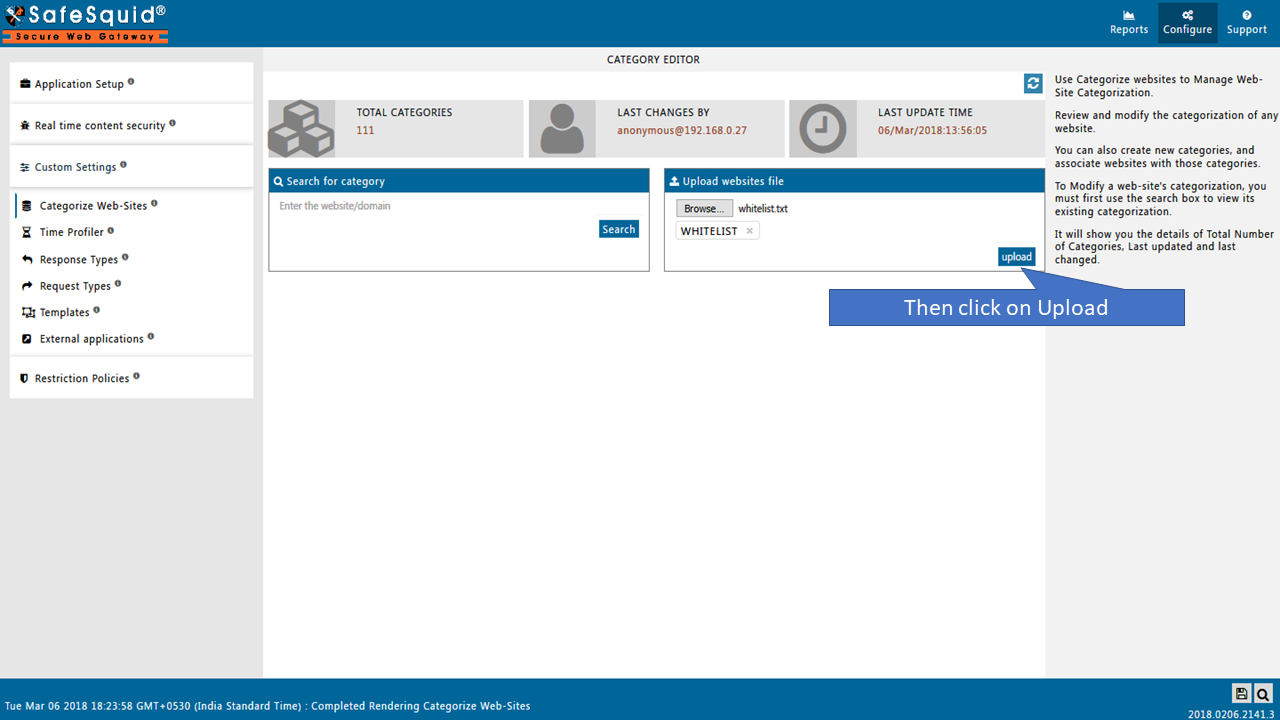 SafeSquid®
Secure Web Gateway
Reports
Configure
Support
Application Setup
Real time content security
Custom Settings
Categorize Web-Sites
Time Profiler
Response Types
Request Types
Templates
External applications
Restriction Policies
CATEGORY EDITOR
TOTAL CATEGORIES
111
LAST CHANGES BY
anonymous@192.168.0.27
LAST UPDATE TIME
06/Mar/2018:13:56:05
Search for category
Enter the website/domain
Search
Upload websites file
Browse... whitelist.txt
WHITELIST ×
upload
Then click on Upload
Use Categorize websites to Manage Web-
Site Categorization.
Review and modify the categorization of any
website.
You can also create new categories, and
associate websites with those categories.
To Modify a web-site's categorization, you
must first use the search box to view its
existing categorization.
It will show you the details of Total Number
of Categories, Last updated and last
changed.
Tue Mar 06 2018 18:23:58 GMT+0530 (India Standard Time) : Completed Rendering Categorize Web-Sites
2018.0206.2141.3